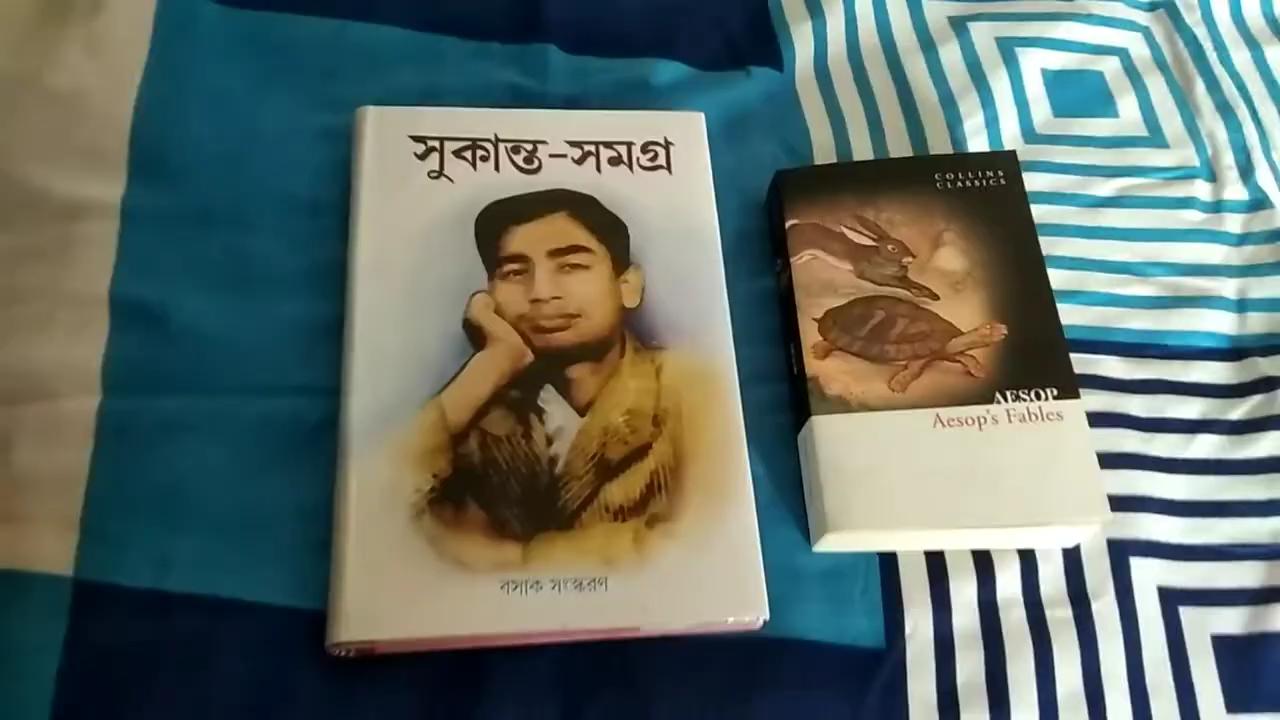 সুকান্ত-সমগ্র
বসাক সংস্করণ
COLLINS
CLASSICS
AESOP
Aesop's Fables